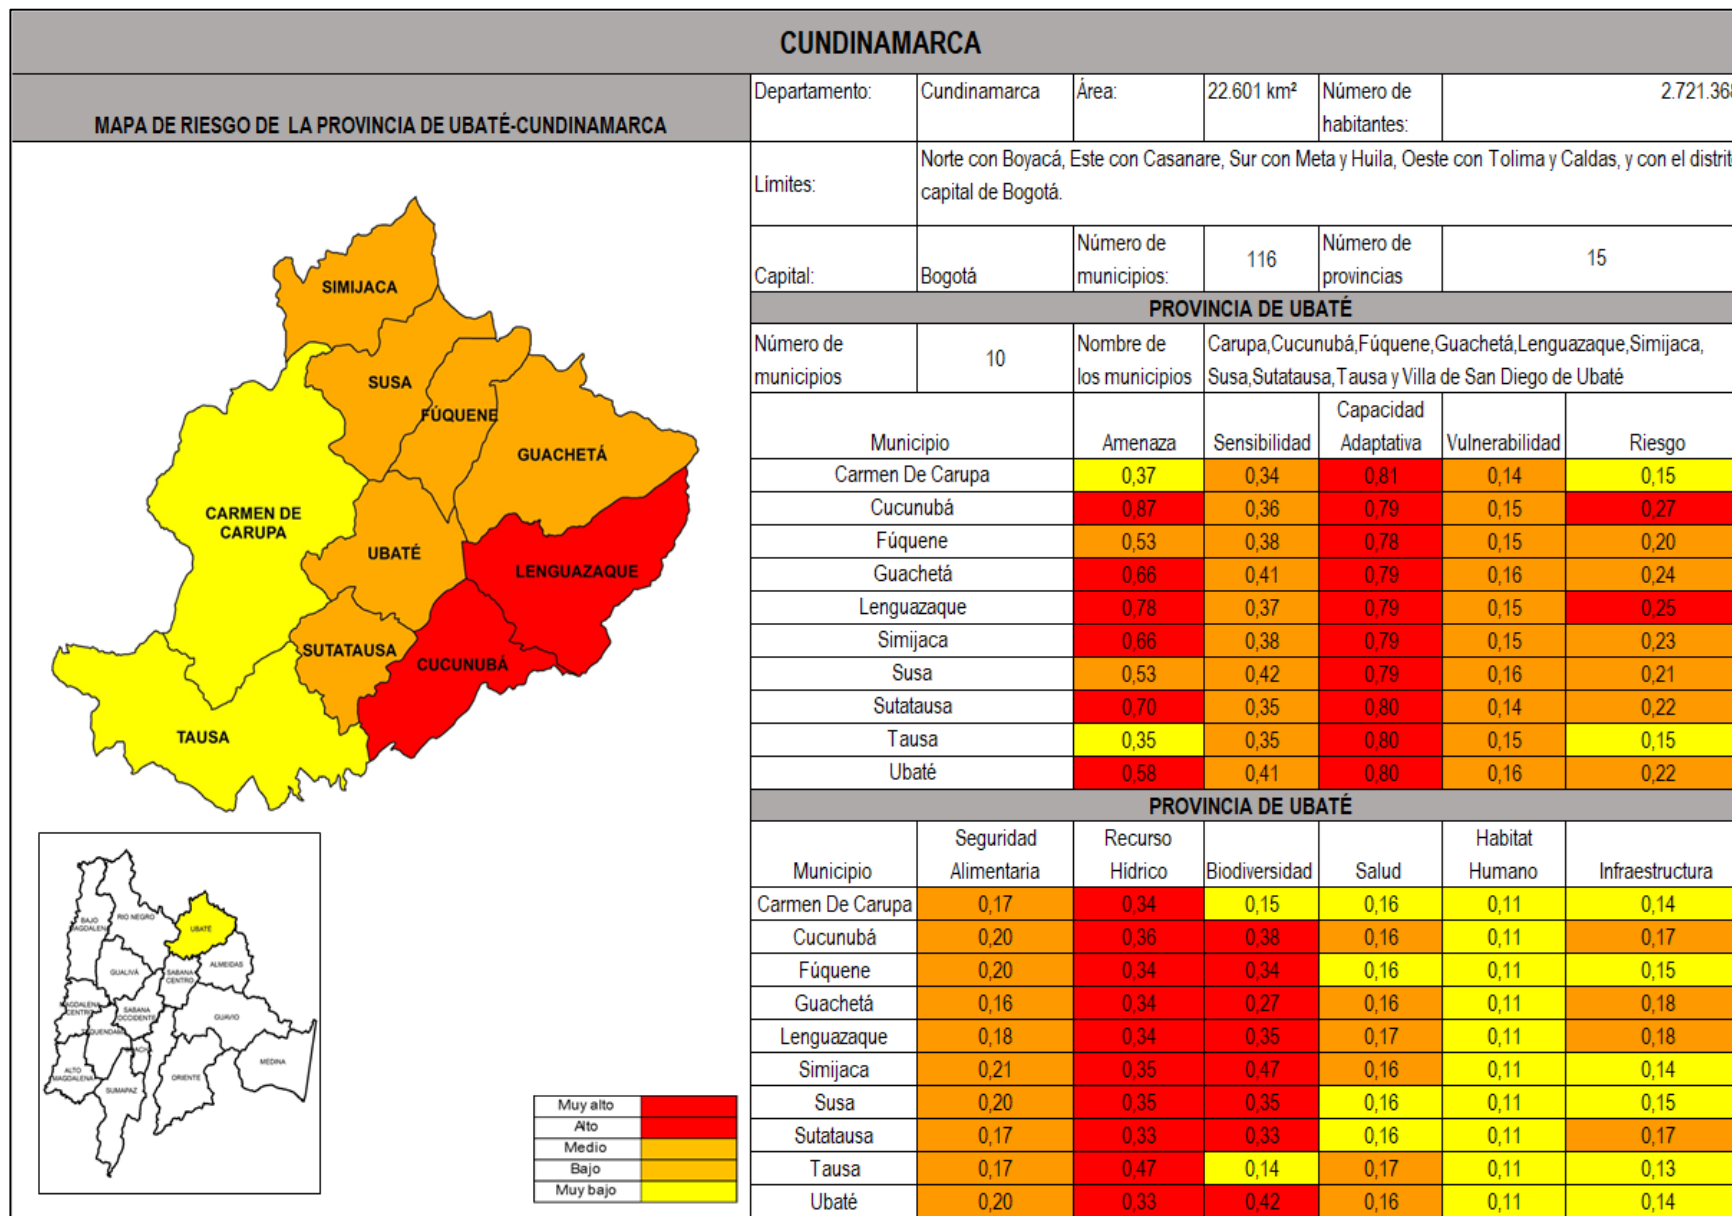 CUNDINAMARCA
MAPA DE RIESGO DE LA PROVINCIA DE UBATÉ-CUNDINAMARCA
SIMIJACA
SUSA
FÚQUENE
GUACHETÁ
CARMEN DE
CARUPA
UBATÉ
LENGUAZAQUE
SUTATAUSA
CUCUNUBÁ
TAUSA
BAJO
MAGDALENA
RIO NEGRO
UBATÉ
GUALIVÁ
SABANA
CENTRO
ALMEIDAS
MAGDALENA
CENTRO
SABANA
OCCIDENTE
GUAVIO
ALTO
MAGDALENA
SUMAPAZ
ORIENTE
MEDINA
Muy alto
Alto
Medio
Bajo
Muy bajo
Departamento: Cundinamarca Área: 22.601 km² Número de habitantes: 2.721.368
Límites: Norte con Boyacá, Este con Casanare, Sur con Meta y Huila, Oeste con Tolima y Caldas, y con el distrit
capital de Bogotá.
Capital: Bogotá Número de municipios: 116 Número de provincias 15
PROVINCIA DE UBATÉ
Número de municipios 10 Nombre de los municipios Carupa,Cucunubá,Fúquene,Guachetá,Lenguazaque,Simijaca,
Susa,Sutatausa,Tausa y Villa de San Diego de Ubaté
Municipio Amenaza Sensibilidad Capacidad Adaptativa Vulnerabilidad Riesgo
Carmen De Carupa 0,37 0,34 0,81 0,14 0,15
Cucunubá 0,87 0,36 0,79 0,15 0,27
Fúquene 0,53 0,38 0,78 0,15 0,20
Guachetá 0,66 0,41 0,79 0,16 0,24
Lenguazaque 0,78 0,37 0,79 0,15 0,25
Simijaca 0,66 0,38 0,79 0,15 0,23
Susa 0,53 0,42 0,79 0,16 0,21
Sutatausa 0,70 0,35 0,80 0,14 0,22
Tausa 0,35 0,35 0,80 0,15 0,15
Ubaté 0,58 0,41 0,80 0,16 0,22
PROVINCIA DE UBATÉ
Municipio Seguridad Alimentaria Recurso Hídrico Biodiversidad Salud Habitat Humano Infraestructura
Carmen De Carupa 0,17 0,34 0,15 0,16 0,11 0,14
Cucunubá 0,20 0,36 0,38 0,16 0,11 0,17
Fúquene 0,20 0,34 0,34 0,16 0,11 0,15
Guachetá 0,16 0,34 0,27 0,16 0,11 0,18
Lenguazaque 0,18 0,34 0,35 0,17 0,11 0,18
Simijaca 0,21 0,35 0,47 0,16 0,11 0,14
Susa 0,20 0,35 0,35 0,16 0,11 0,15
Sutatausa 0,17 0,33 0,33 0,16 0,11 0,17
Tausa 0,17 0,47 0,14 0,17 0,11 0,13
Ubaté 0,20 0,33 0,42 0,16 0,11 0,14